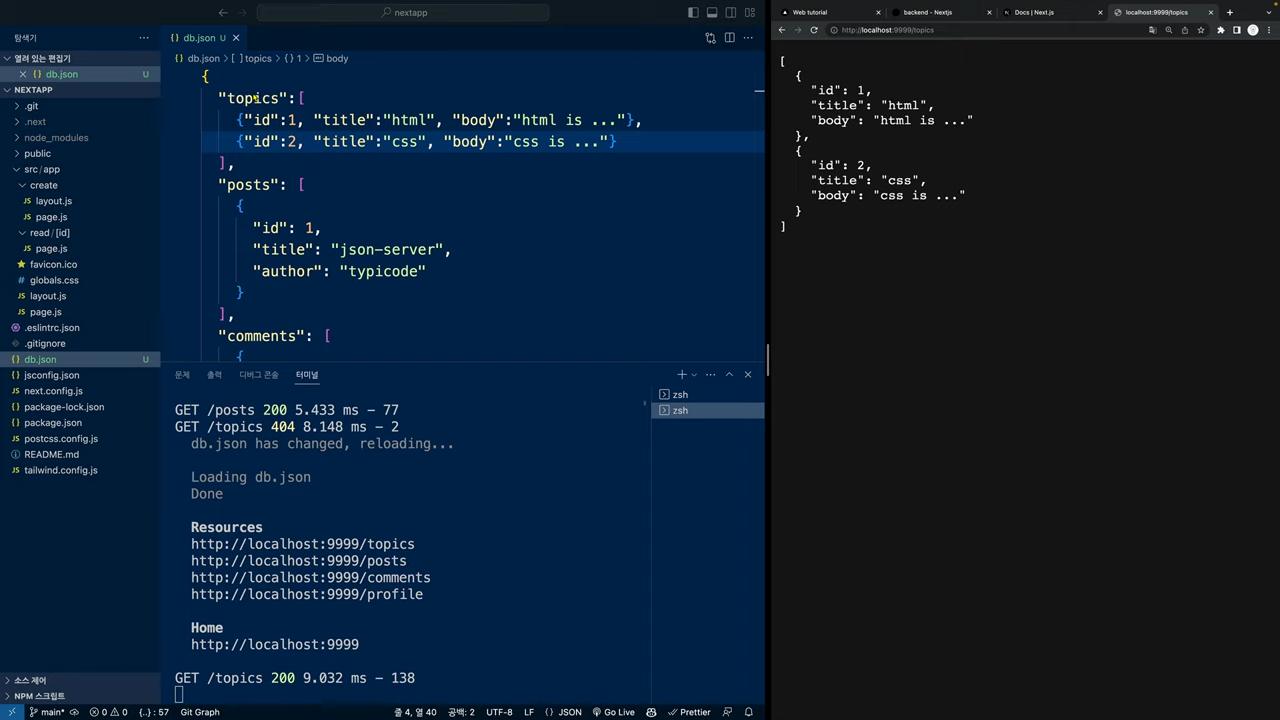 nextapp
탐색기
열려 있는 편집기
db.json U
NEXTAPP
.git
.next
node_modules
public
src/app
create
layout.js
page.js
read / [id]
page.js
favicon.ico
globals.css
layout.js
page.js
.eslintrc.json
.gitignore
db.json U
jsconfig.json
next.config.js
package-lock.json
package.json
postcss.config.js
README.md
tailwind.config.js
소스 제어
NPM 스크립트
db.json U
db.json > [ ] topics > {} 1 > body
{
"topics":[
{"id":1, "title":"html", "body":"html is ..."},
{"id":2, "title":"css", "body":"css is ..."}
],
"posts": [
{
"id": 1,
"title": "json-server",
"author": "typicode"
}
],
"comments": [
{
문제 출력 디버그 콘솔 터미널
zsh
zsh
GET /posts 200 5.433 ms - 77
GET /topics 404 8.148 ms - 2
db.json has changed, reloading...
Loading db.json
Done
Resources
http://localhost:9999/topics
http://localhost:9999/posts
http://localhost:9999/comments
http://localhost:9999/profile
Home
http://localhost:9999
GET /topics 200 9.032 ms - 138
main* 0 0 {..}: 57 Git Graph 줄 4, 열 40 공백: 2 UTF-8 LF {} JSON Go Live Prettier
Web tutorial
backend - Nextjs
Docs | Next.js
localhost:9999/topics
http://localhost:9999/topics
[
{
"id": 1,
"title": "html",
"body": "html is ..."
},
{
"id": 2,
"title": "css",
"body": "css is ..."
}
]